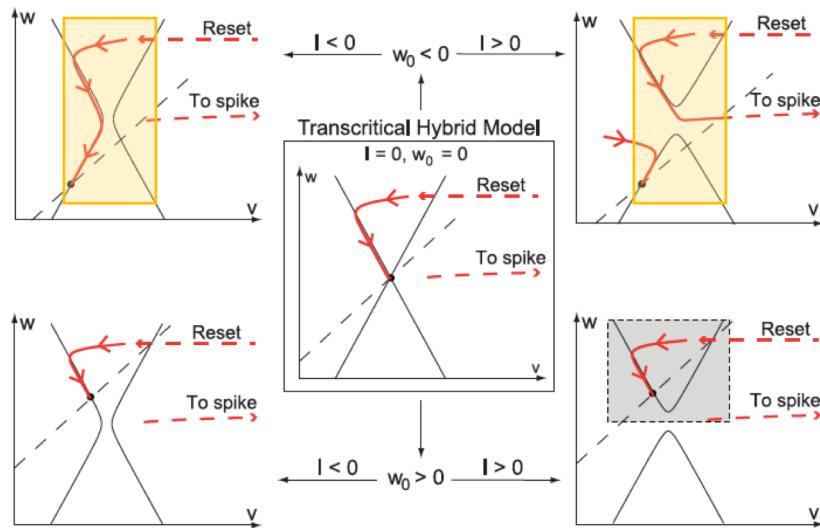 w
Reset
To spike
v
I < 0
w₀ < 0
I > 0
w
Reset
To spike
v
Transcritical Hybrid Model
I = 0, w₀ = 0
w
Reset
To spike
v
w
Reset
To spike
v
I < 0
w₀ > 0
I > 0
w
Reset
To spike
v